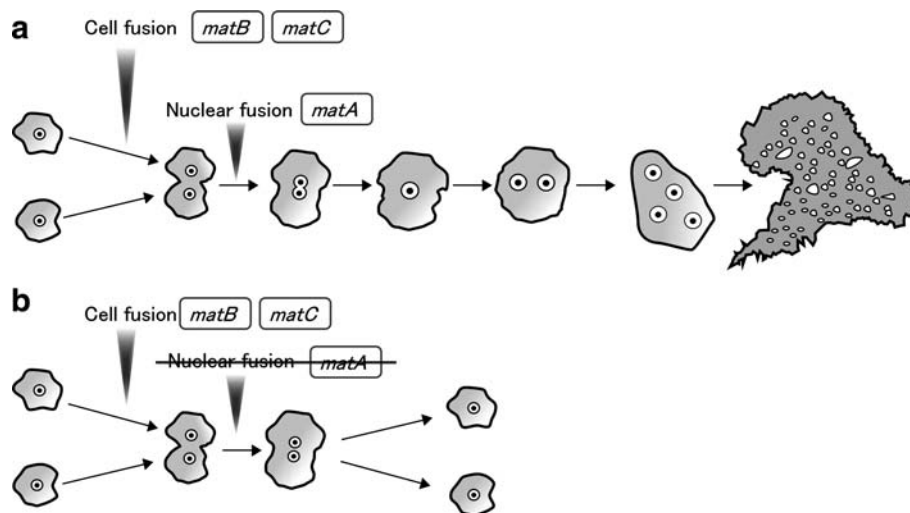 a
Cell fusion matB matC
Nuclear fusion matA
b
Cell fusion matB matC
Nuclear fusion matA